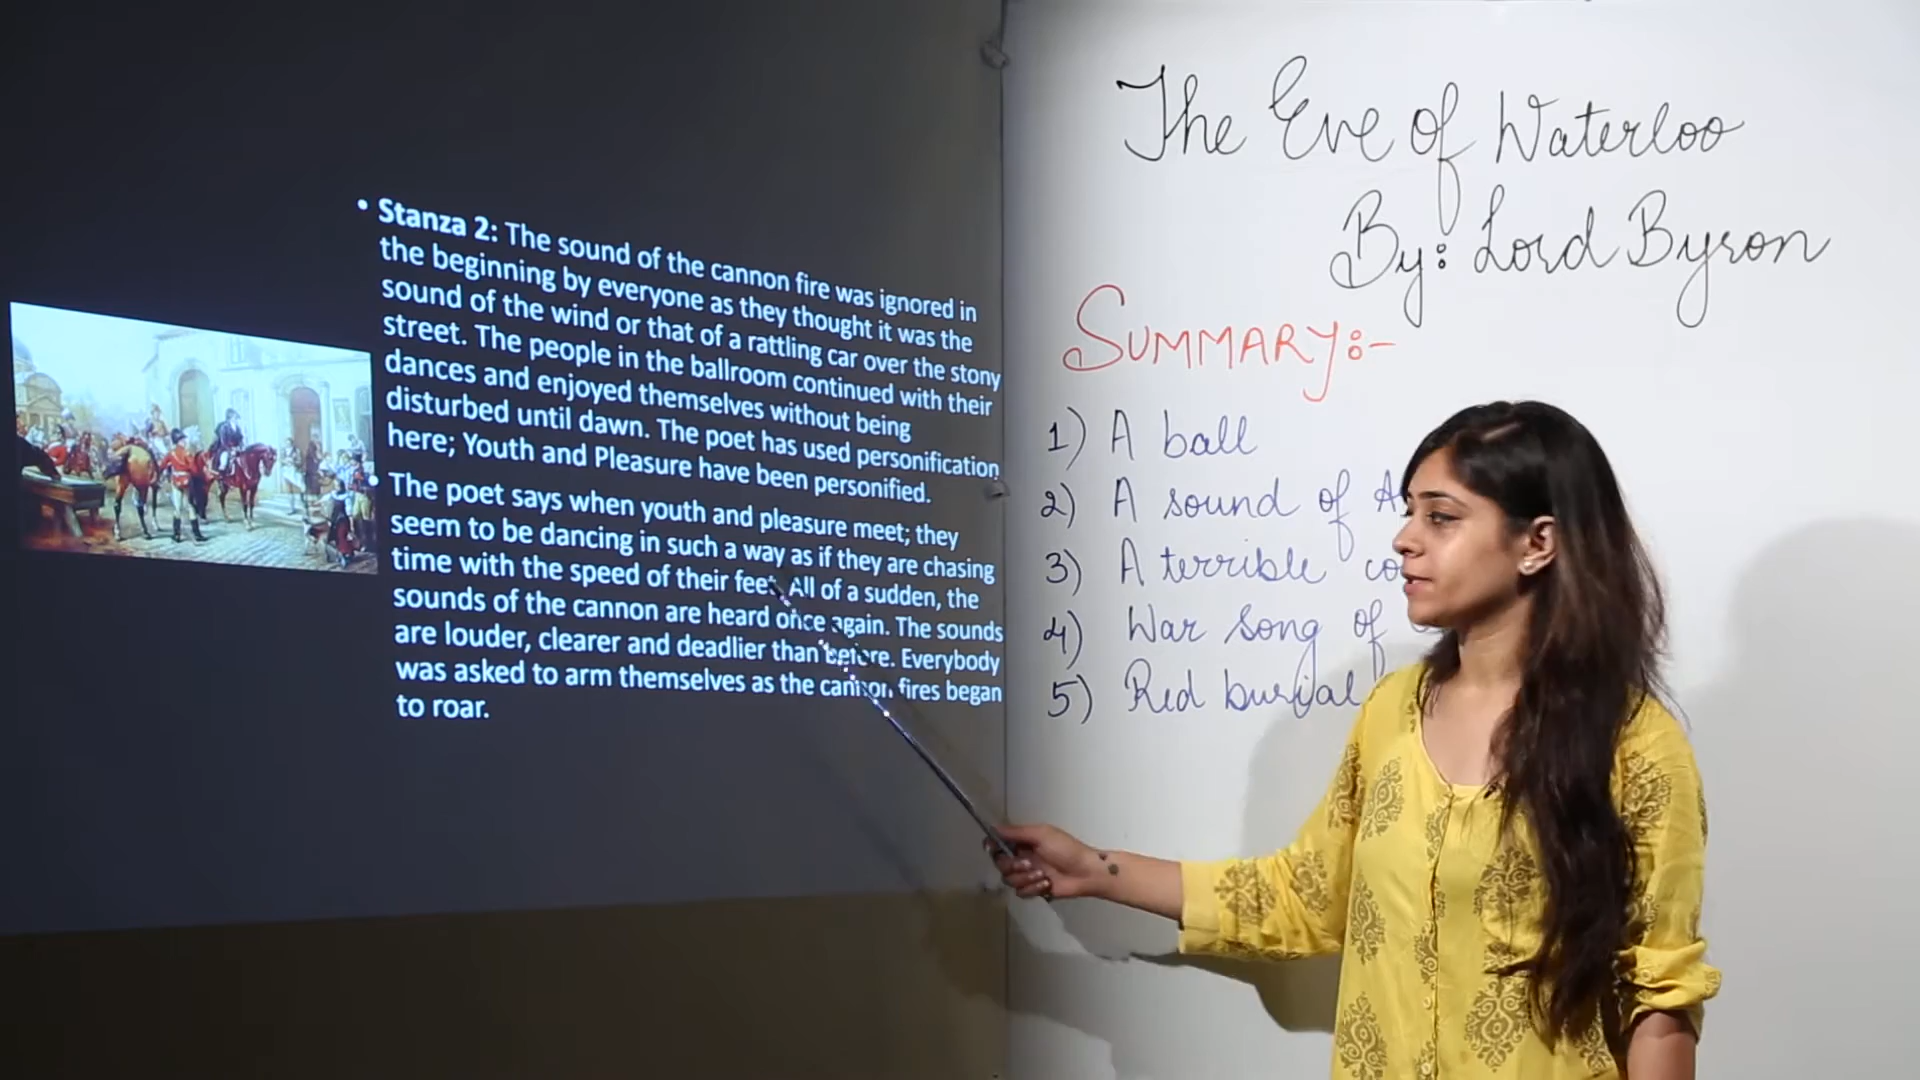 • Stanza 2: The sound of the cannon fire was ignored in
the beginning by everyone as they thought it was the
sound of the wind or that of a rattling car over the stony
street. The people in the ballroom continued with their
dances and enjoyed themselves without being
disturbed until dawn. The poet has used personification
here; Youth and Pleasure have been personified.
• The poet says when youth and pleasure meet; they
seem to be dancing in such a way as if they are chasing
time with the speed of their feet. All of a sudden, the
sounds of the cannon are heard once again. The sounds
are louder, clearer and deadlier than before. Everybody
was asked to arm themselves as the cannon fires began
to roar.
The Eve of Waterloo
By: Lord Byron
SUMMARY:-
1) A ball
2) A sound of
3) A terrible
4) War song of
5) Red burial